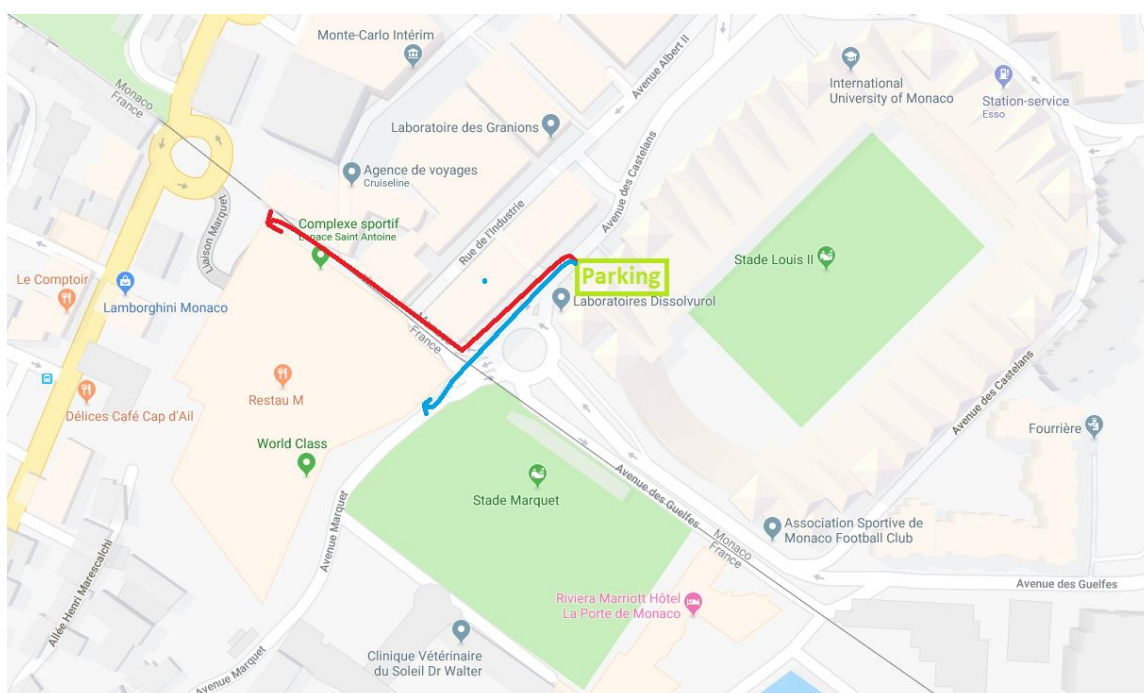 Monte-Carlo Intérim
Monaco
France
Avenue Albert II
International
University of Monaco
Station-service
Esso
Laboratoire des Granions
Agence de voyages
Cruiseline
Avenue des Castelans
Liaison Marquet
Complexe sportif
Espace Saint Antoine
Rue de l'Industrie
Stade Louis II
Parking
Le Comptoir
Lamborghini Monaco
Laboratoires Dissolvurol
Monaco
France
Restau M
Délices Café Cap d'Ail
Avenue des Castelans
Fourrière
World Class
Stade Marquet
Avenue des Guelfes
Avenue Marquet
Association Sportive de
Monaco Football Club
Monaco
France
Allée Henri Marescalchi
Avenue des Guelfes
Riviera Marriott Hôtel
La Porte de Monaco
Clinique Vétérinaire
du Soleil Dr Walter
Avenue Marquet